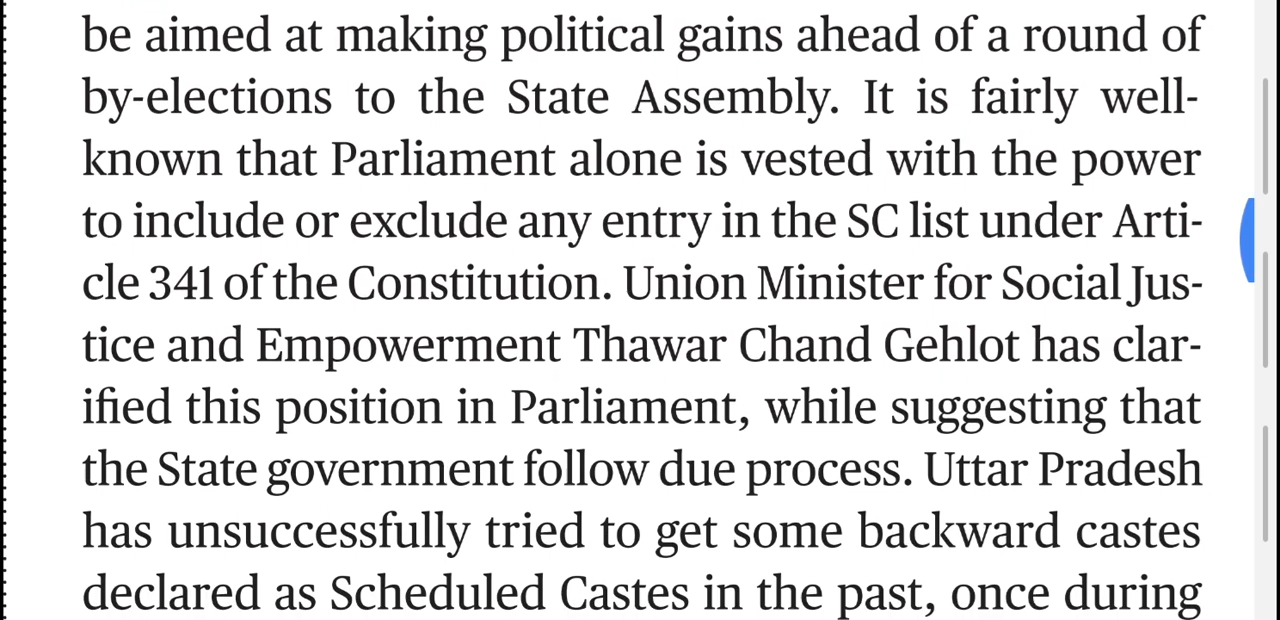 be aimed at making political gains ahead of a round of
by-elections to the State Assembly. It is fairly well-
known that Parliament alone is vested with the power
to include or exclude any entry in the SC list under Arti-
cle 341 of the Constitution. Union Minister for Social Jus-
tice and Empowerment Thawar Chand Gehlot has clar-
ified this position in Parliament, while suggesting that
the State government follow due process. Uttar Pradesh
has unsuccessfully tried to get some backward castes
declared as Scheduled Castes in the past, once during